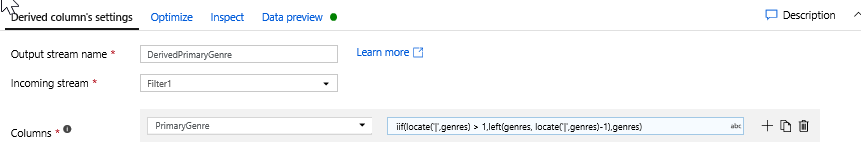 Derived column's settings Optimize Inspect Data preview Description
Output stream name * DerivedPrimaryGenre Learn more
Incoming stream * Filter1
Columns * PrimaryGenre iif(locate('|',genres) > 1,left(genres, locate('|',genres)-1),genres) abc